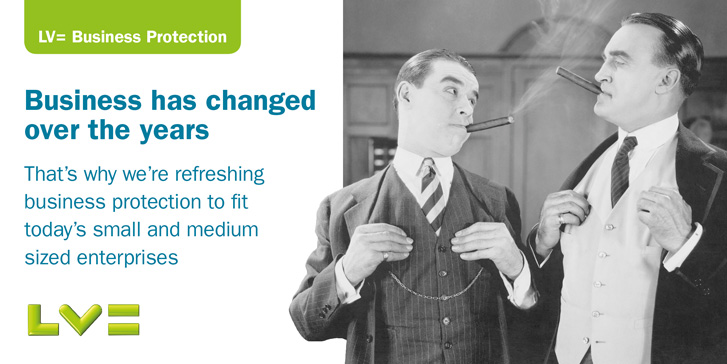 LV= Business Protection
Business has changed
over the years
That's why we're refreshing
business protection to fit
today's small and medium
sized enterprises
LV=